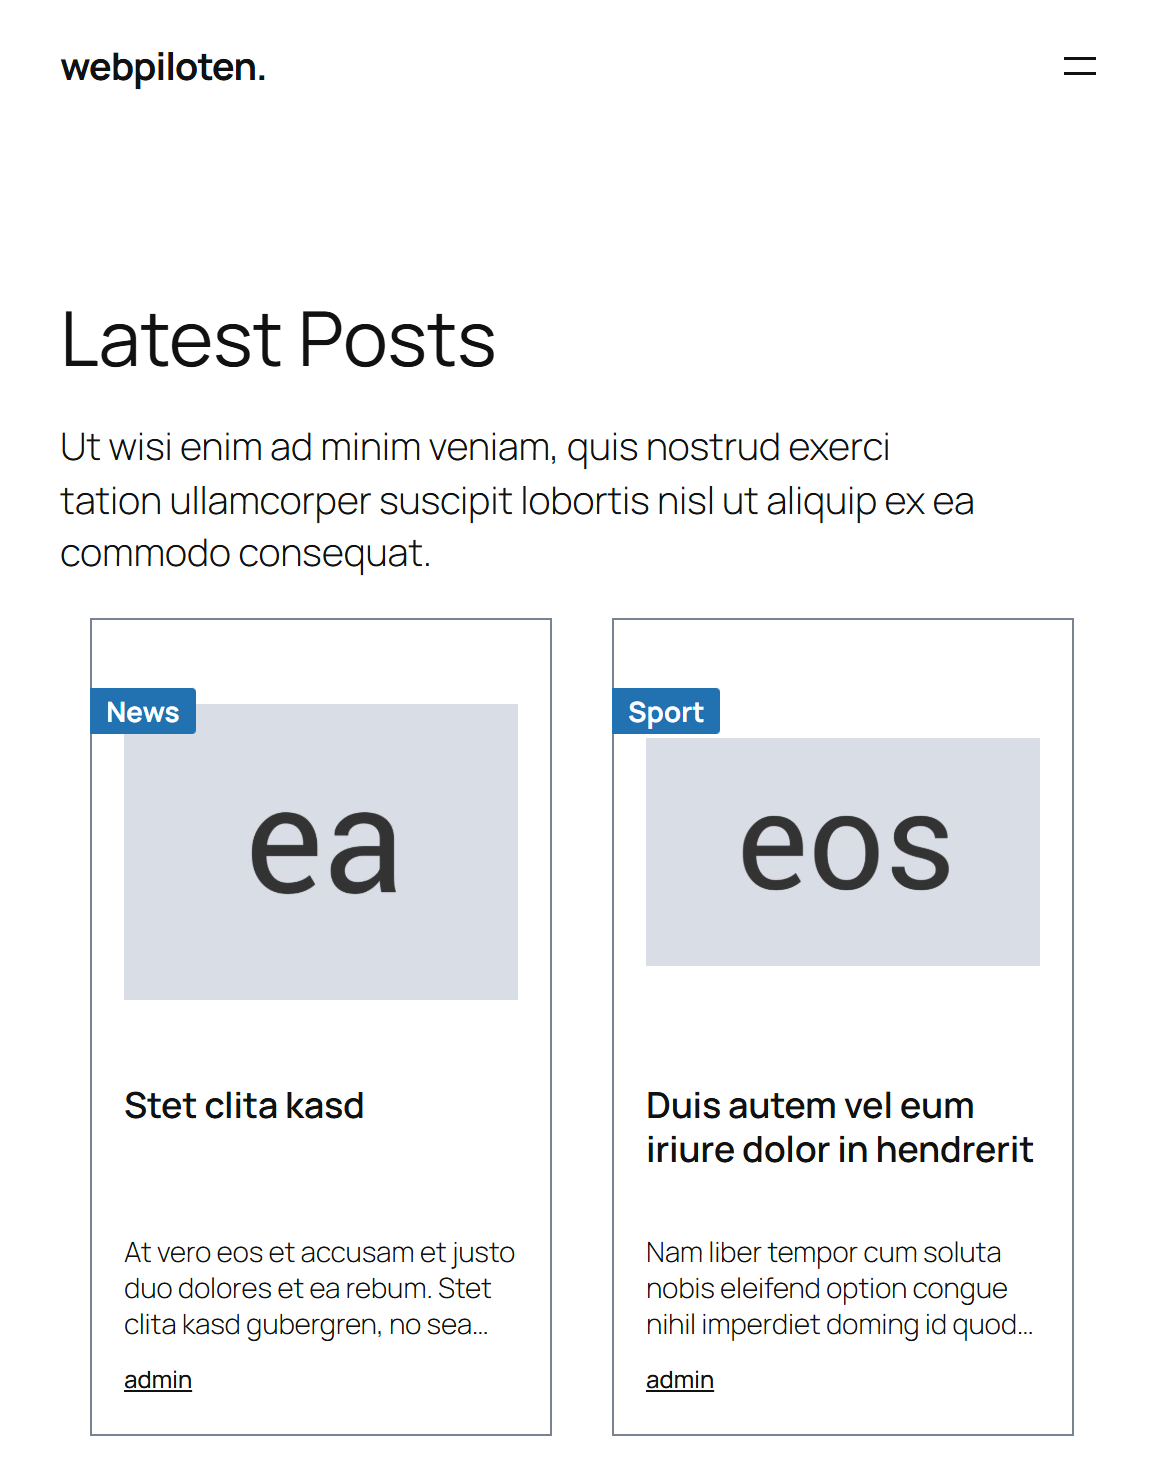 webpiloten.
Latest Posts
Ut wisi enim ad minim veniam, quis nostrud exerci
tation ullamcorper suscipit lobortis nisl ut aliquip ex ea
commodo consequat.
News
ea
Stet clita kasd
At vero eos et accusam et justo
duo dolores et ea rebum. Stet
clita kasd gubergren, no sea...
admin
Sport
eos
Duis autem vel eum
iriure dolor in hendrerit
Nam liber tempor cum soluta
nobis eleifend option congue
nihil imperdiet doming id quod...
admin